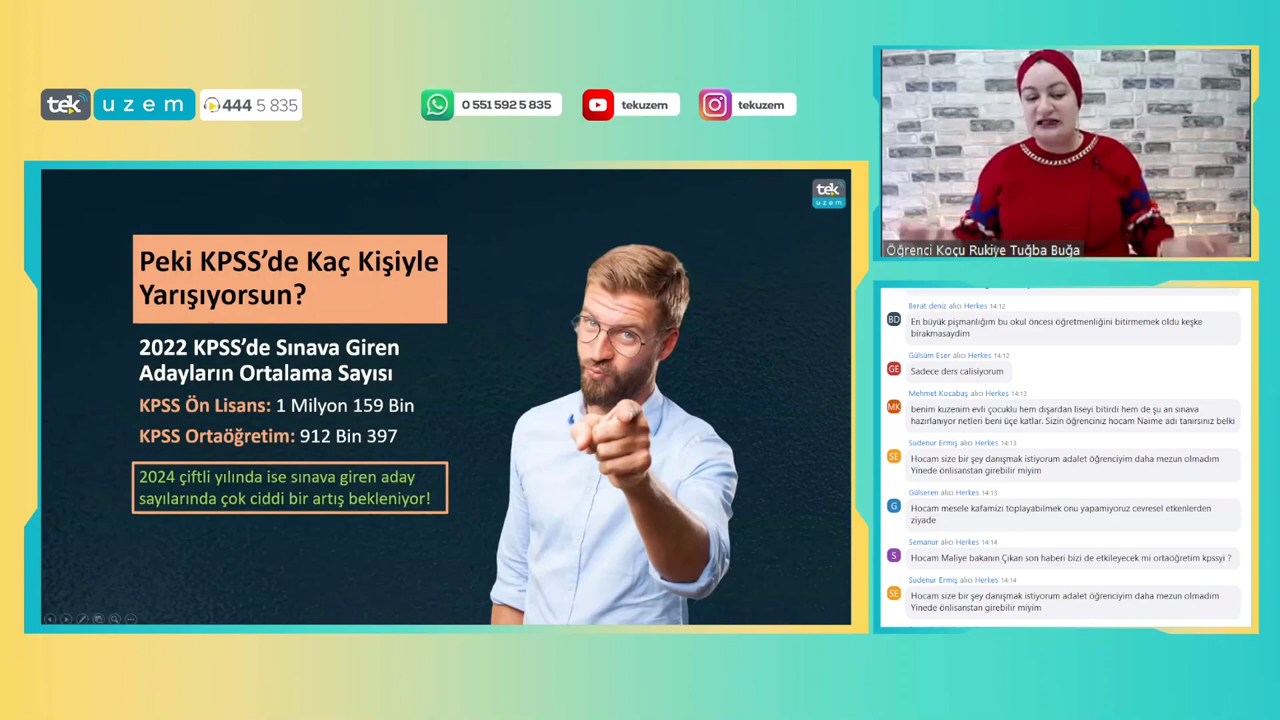 tek uzem 444 5 835
0 551 592 5 835
tekuzem
tekuzem
tek
uzem
Peki KPSS’de Kaç Kişiyle
Yarışıyorsun?
2022 KPSS’de Sınava Giren
Adayların Ortalama Sayısı
KPSS Ön Lisans: 1 Milyon 159 Bin
KPSS Ortaöğretim: 912 Bin 397
2024 çiftli yılında ise sınava giren aday
sayılarında çok ciddi bir artış bekleniyor!
Öğrenci Koçu Rukiye Tuğba Buğa
Berat deniz alıcı Herkes 14:12
BD
En büyük pişmanlığım bu okul öncesi öğretmenliğini bitirmemek oldu keşke
birakmasaydim
Gülsüm Eser alıcı Herkes 14:12
GE
Sadece ders calisiyorum
Mehmet Kocabaş alıcı Herkes 14:13
MK
benim kuzenim evli çocuklu hem dışardan liseyi bitirdi hem de şu an sınava
hazırlanıyor netleri beni üçe katlar. Sizin öğrenciniz hocam Naime adı tanırsınız belki
Sudenur Ermiş alıcı Herkes 14:13
SE
Hocam size bir şey danışmak istiyorum adalet öğrenciyim daha mezun olmadım
Yinede önlisanstan girebilir miyim
Gülseren alıcı Herkes 14:13
G
Hocam mesele kafamizi toplayabilmek onu yapamiyoruz cevresel etkenlerden
ziyade
Semanur alıcı Herkes 14:14
S
Hocam Maliye bakanın Çıkan son haberi bizi de etkileyecek mi ortaöğretim kpssyi ?
Sudenur Ermiş alıcı Herkes 14:14
SE
Hocam size bir şey danışmak istiyorum adalet öğrenciyim daha mezun olmadım
Yinede önlisanstan girebilir miyim